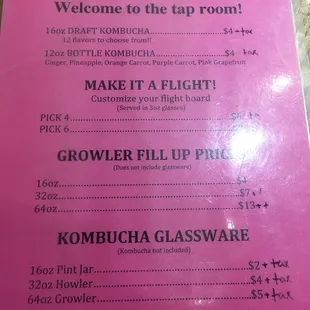 Welcome to the tap room!
16oz DRAFT KOMBUCHA $4 + tax
12 flavors to choose from!!
12oz BOTTLE KOMBUCHA $4 + tax
Ginger, Pineapple, Orange Carrot, Purple Carrot, Pink Grapefruit
MAKE IT A FLIGHT!
Customize your flight board
(Served in 5oz glasses)
PICK 4
PICK 6
GROWLER FILL UP
(Does not include glassware)
16oz $4
32oz $7
64oz $13 +
KOMBUCHA GLASSWARE
(Kombucha not included)
16oz Pint Jar $2 + tax
32oz Howler $4 + tax
64oz Growler $5 + tax